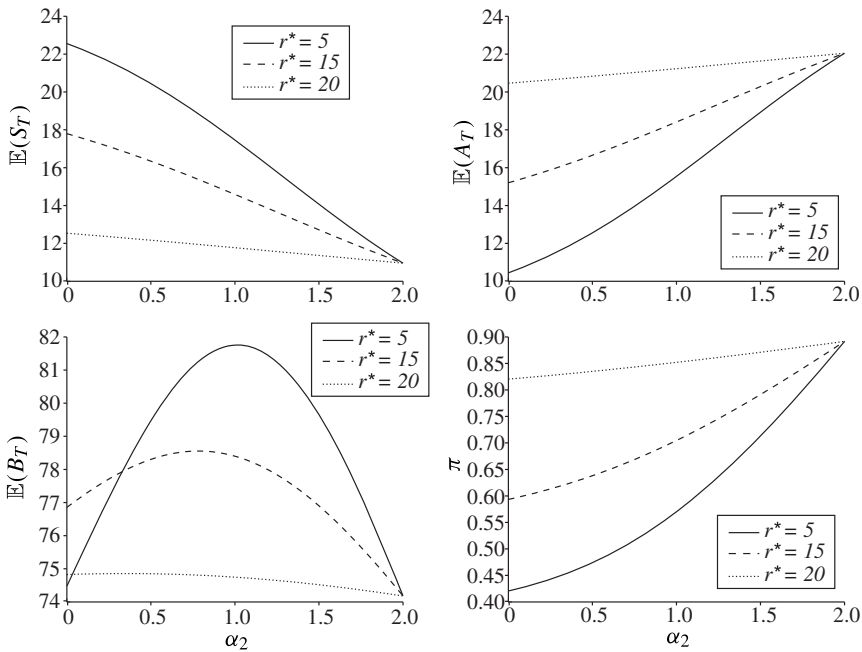 24
22
20
18
16
14
12
10
𝔼(S_T)
r* = 5
r* = 15
r* = 20
0 0.5 1.0 1.5 2.0
24
22
20
18
16
14
12
10
𝔼(A_T)
r* = 5
r* = 15
r* = 20
0 0.5 1.0 1.5 2.0
82
81
80
79
78
77
76
75
74
𝔼(B_T)
r* = 5
r* = 15
r* = 20
0 0.5 1.0 1.5 2.0
α₂
0.90
0.85
0.80
0.75
0.70
0.65
0.60
0.55
0.50
0.45
0.40
π
r* = 5
r* = 15
r* = 20
0 0.5 1.0 1.5 2.0
α₂